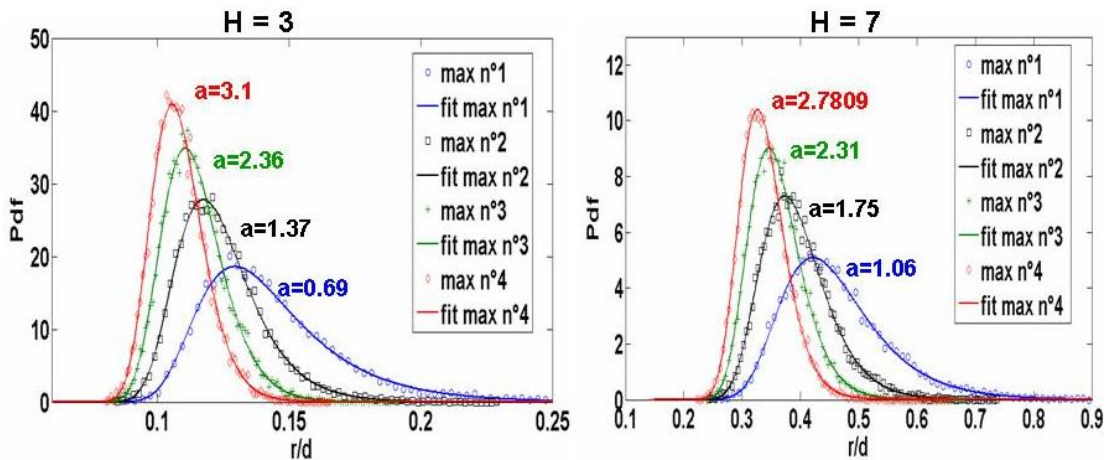 H = 3
50
40
30
20
10
0
Pdf
0.1
0.15
0.2
0.25
r/d
a=3.1
a=2.36
a=1.37
a=0.69
max n°1
fit max n°1
max n°2
fit max n°2
max n°3
fit max n°3
max n°4
fit max n°4
H = 7
12
10
8
6
4
2
0
Pdf
0.1
0.2
0.3
0.4
0.5
0.6
0.7
0.8
0.9
r/d
a=2.7809
a=2.31
a=1.75
a=1.06
max n°1
fit max n°1
max n°2
fit max n°2
max n°3
fit max n°3
max n°4
fit max n°4